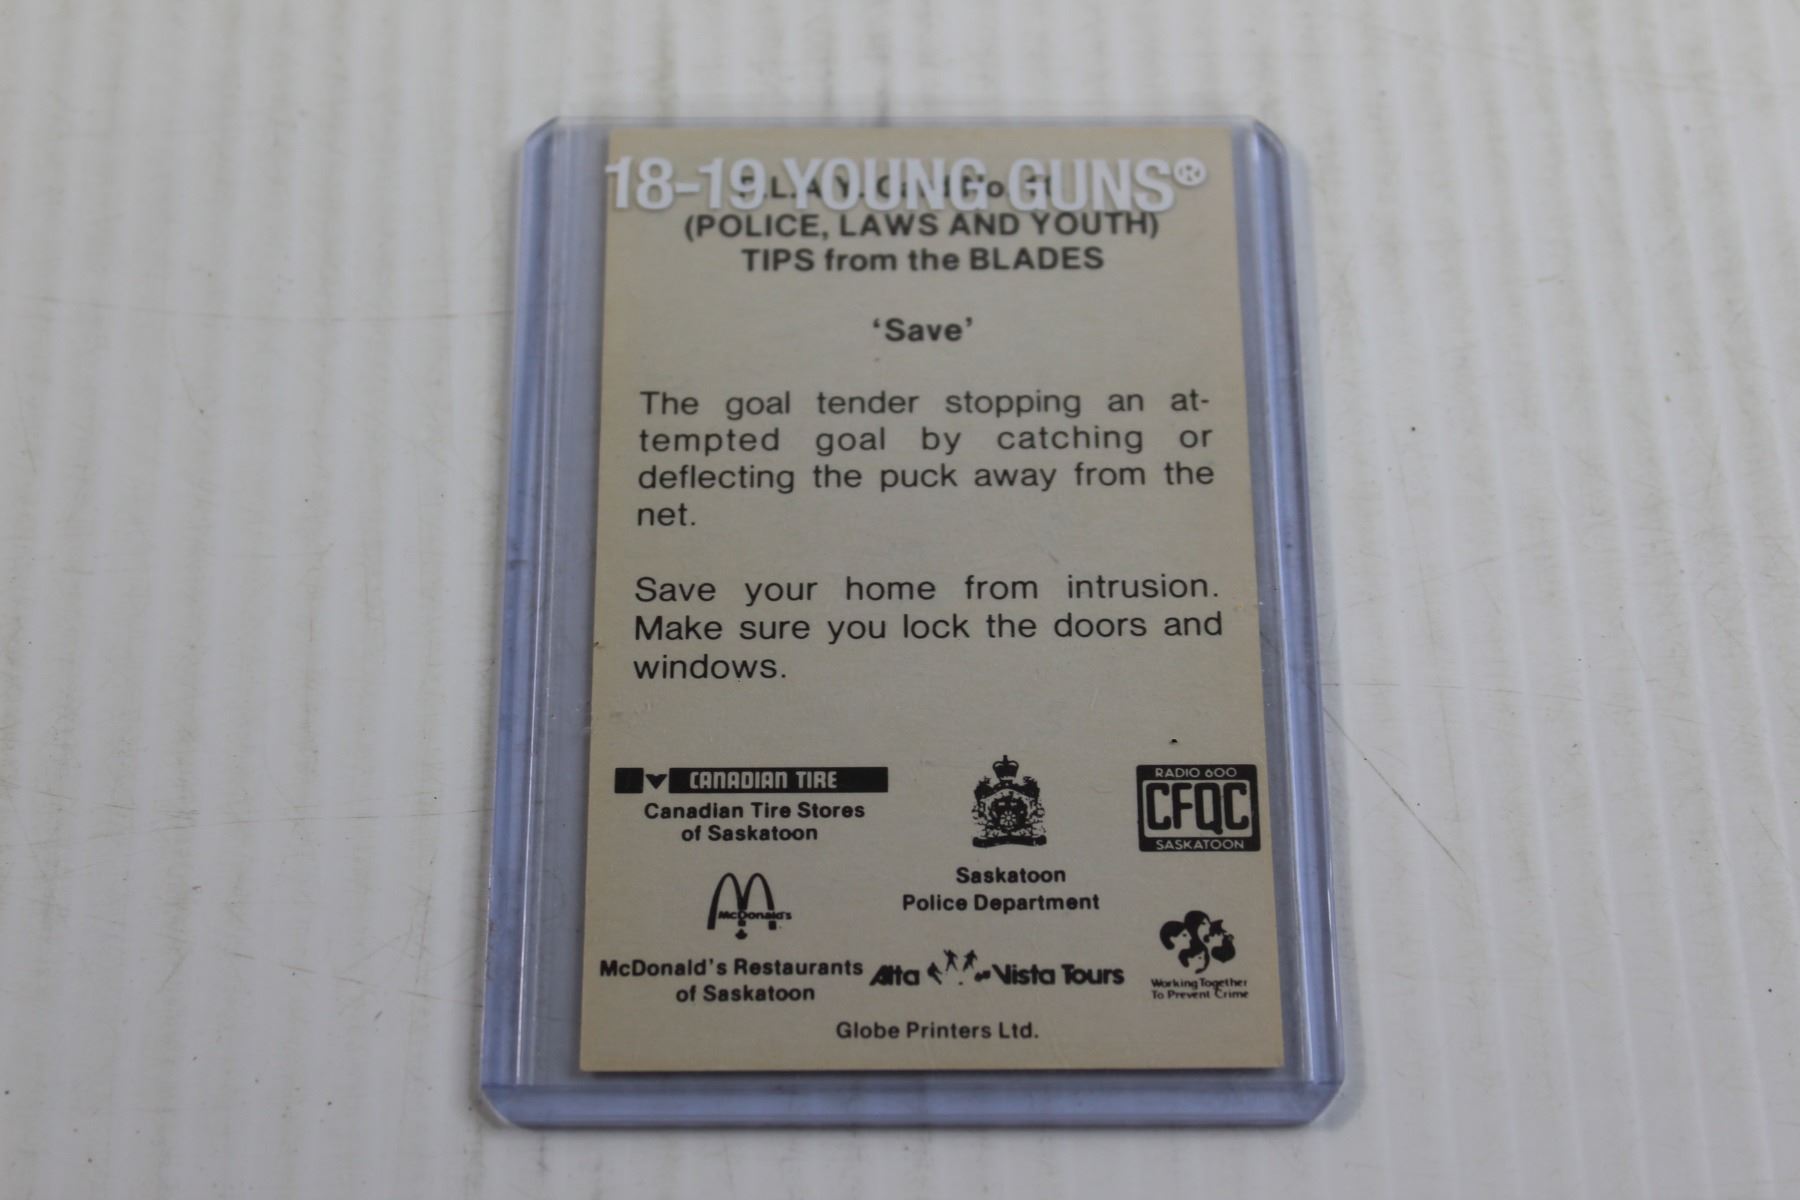 18-19 YOUNG GUNS®
P.L.A.Y. Card No.
(POLICE, LAWS AND YOUTH)
TIPS from the BLADES
‘Save’
The goal tender stopping an at-
tempted goal by catching or
deflecting the puck away from the
net.
Save your home from intrusion.
Make sure you lock the doors and
windows.
CANADIAN TIRE
Canadian Tire Stores
of Saskatoon
RADIO 600
CFQC
SASKATOON
Saskatoon
Police Department
McDonald's
McDonald's Restaurants
of Saskatoon
Alta Vista Tours
Working Together
To Prevent Crime
Globe Printers Ltd.